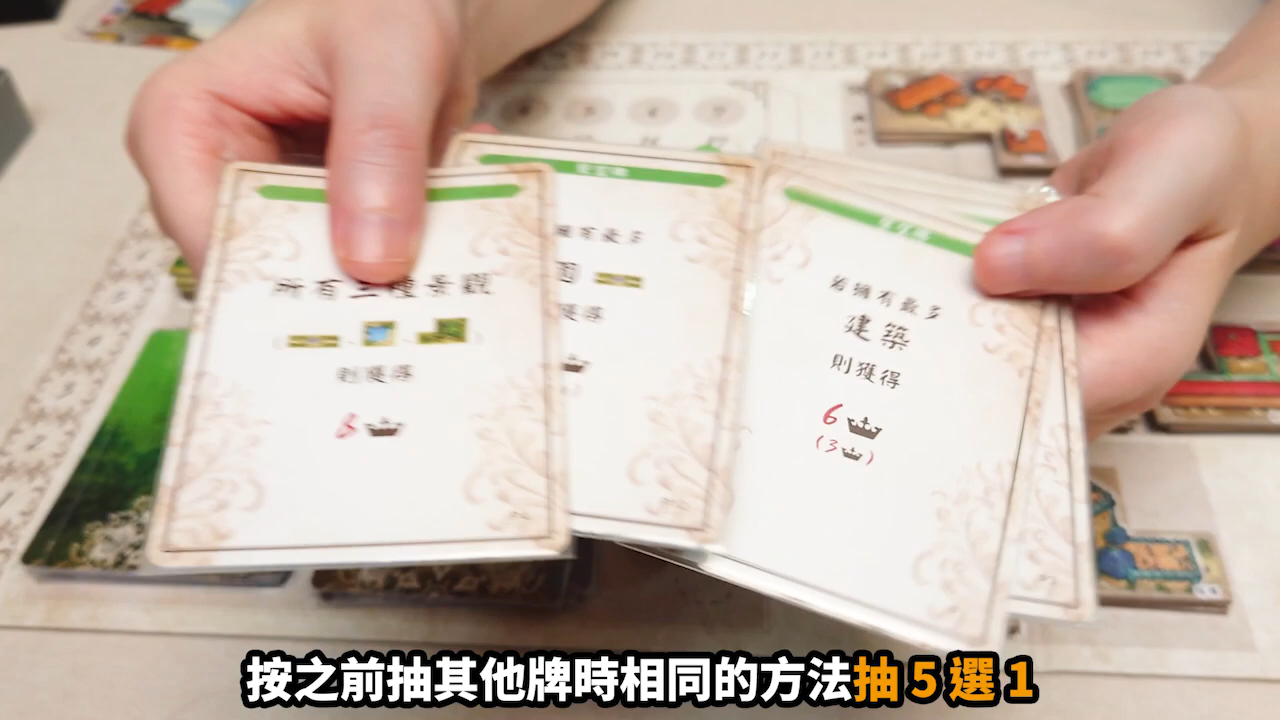 所有三種景觀
則獲得
6
擁有最多
獲得
若擁有最多
建築
則獲得
6
(3)
按之前抽其他牌時相同的方法抽5選1